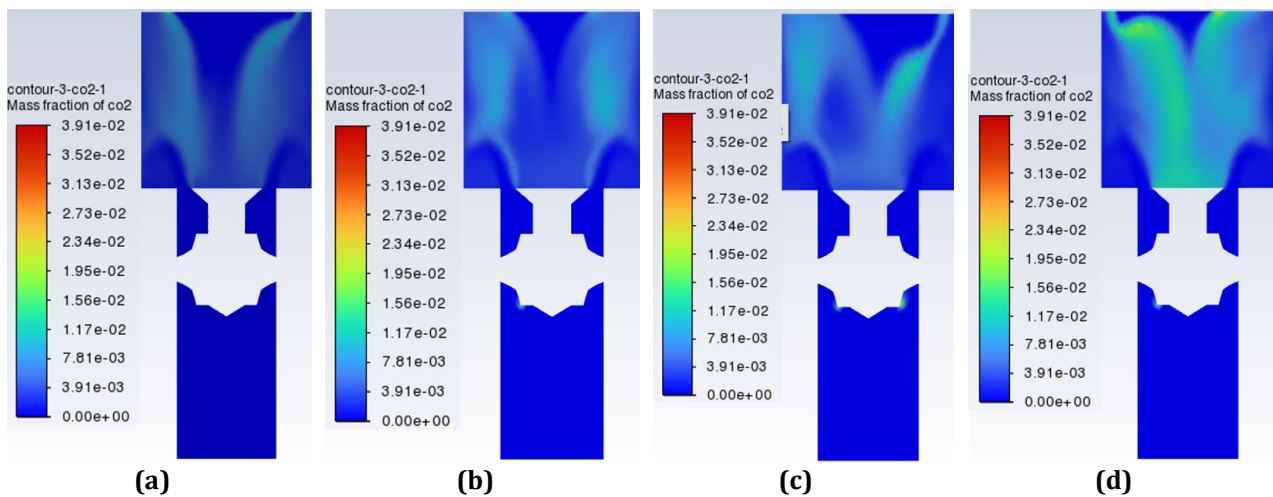 contour-3-co2-1
Mass fraction of co2
3.91e-02
3.52e-02
3.13e-02
2.73e-02
2.34e-02
1.95e-02
1.56e-02
1.17e-02
7.81e-03
3.91e-03
0.00e+00
(a)
contour-3-co2-1
Mass fraction of co2
3.91e-02
3.52e-02
3.13e-02
2.73e-02
2.34e-02
1.95e-02
1.56e-02
1.17e-02
7.81e-03
3.91e-03
0.00e+00
(b)
contour-3-co2-1
Mass fraction of co2
3.91e-02
3.52e-02
3.13e-02
2.73e-02
2.34e-02
1.95e-02
1.56e-02
1.17e-02
7.81e-03
3.91e-03
0.00e+00
(c)
contour-3-co2-1
Mass fraction of co2
3.91e-02
3.52e-02
3.13e-02
2.73e-02
2.34e-02
1.95e-02
1.56e-02
1.17e-02
7.81e-03
3.91e-03
0.00e+00
(d)